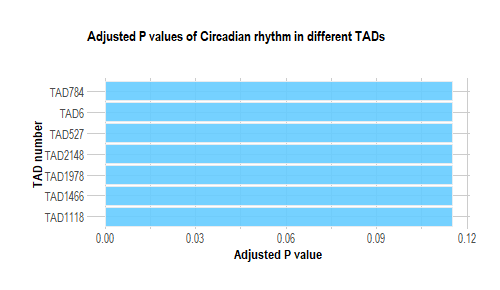 Adjusted P values of Circadian rhythm in different TADs
TAD number
TAD784
TAD6
TAD527
TAD2148
TAD1978
TAD1466
TAD1118
0.00 0.03 0.06 0.09 0.12
Adjusted P value